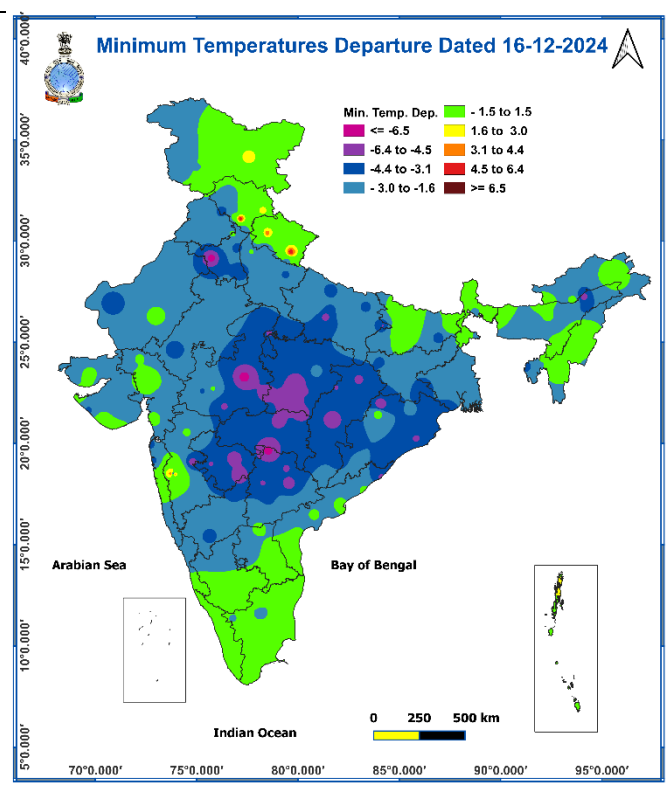 Minimum Temperatures Departure Dated 16-12-2024
Min. Temp. Dep.
<= -6.5
-6.4 to -4.5
-4.4 to -3.1
- 3.0 to -1.6
- 1.5 to 1.5
1.6 to 3.0
3.1 to 4.4
4.5 to 6.4
>= 6.5
40°0.000'
35°0.000'
30°0.000'
25°0.000'
20°0.000'
15°0.000'
10°0.000'
5°0.000'
Arabian Sea
Bay of Bengal
Indian Ocean
0 250 500 km
70°0.000' 75°0.000' 80°0.000' 85°0.000' 90°0.000' 95°0.000'